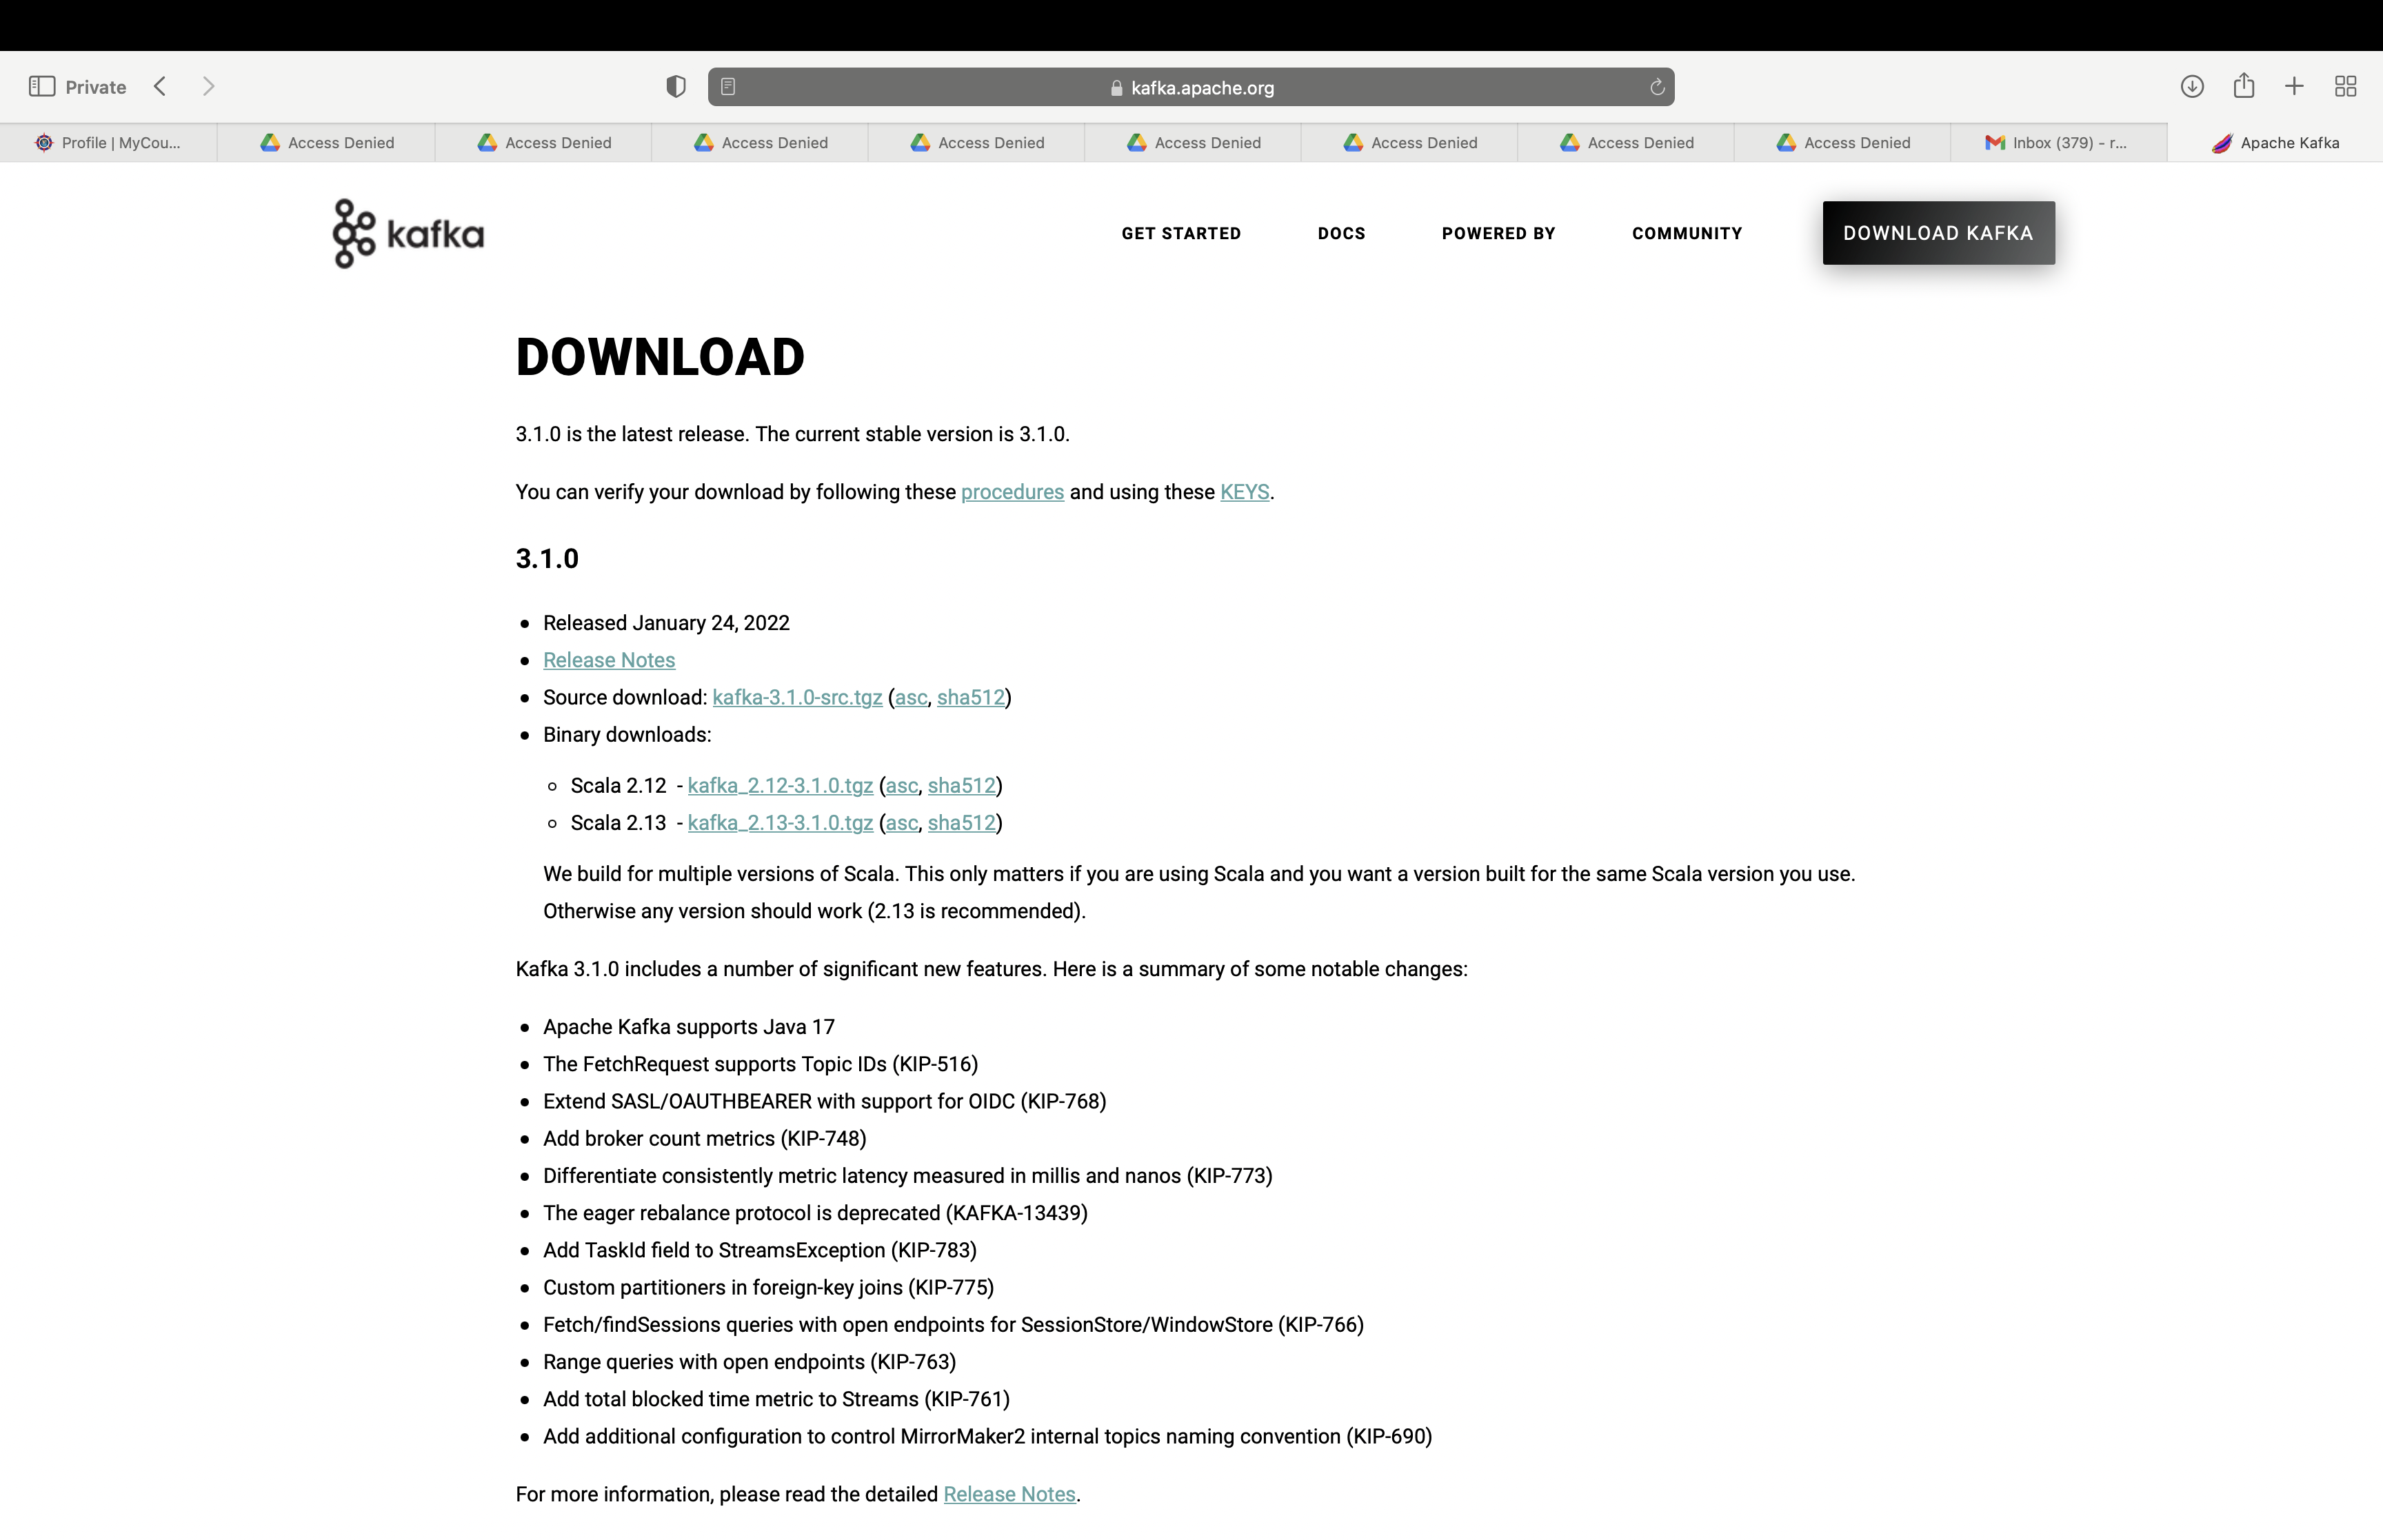 Private
kafka.apache.org
Profile | MyCou...
Access Denied
Access Denied
Access Denied
Access Denied
Access Denied
Access Denied
Access Denied
Access Denied
Inbox (379) - r...
Apache Kafka
kafka
GET STARTED
DOCS
POWERED BY
COMMUNITY
DOWNLOAD KAFKA
DOWNLOAD
3.1.0 is the latest release. The current stable version is 3.1.0.
You can verify your download by following these procedures and using these KEYS.
3.1.0
Released January 24, 2022
Release Notes
Source download: kafka-3.1.0-src.tgz (asc, sha512)
Binary downloads:
Scala 2.12 - kafka_2.12-3.1.0.tgz (asc, sha512)
Scala 2.13 - kafka_2.13-3.1.0.tgz (asc, sha512)
We build for multiple versions of Scala. This only matters if you are using Scala and you want a version built for the same Scala version you use.
Otherwise any version should work (2.13 is recommended).
Kafka 3.1.0 includes a number of significant new features. Here is a summary of some notable changes:
Apache Kafka supports Java 17
The FetchRequest supports Topic IDs (KIP-516)
Extend SASL/OAUTHBEARER with support for OIDC (KIP-768)
Add broker count metrics (KIP-748)
Differentiate consistently metric latency measured in millis and nanos (KIP-773)
The eager rebalance protocol is deprecated (KAFKA-13439)
Add TaskId field to StreamsException (KIP-783)
Custom partitioners in foreign-key joins (KIP-775)
Fetch/findSessions queries with open endpoints for SessionStore/WindowStore (KIP-766)
Range queries with open endpoints (KIP-763)
Add total blocked time metric to Streams (KIP-761)
Add additional configuration to control MirrorMaker2 internal topics naming convention (KIP-690)
For more information, please read the detailed Release Notes.